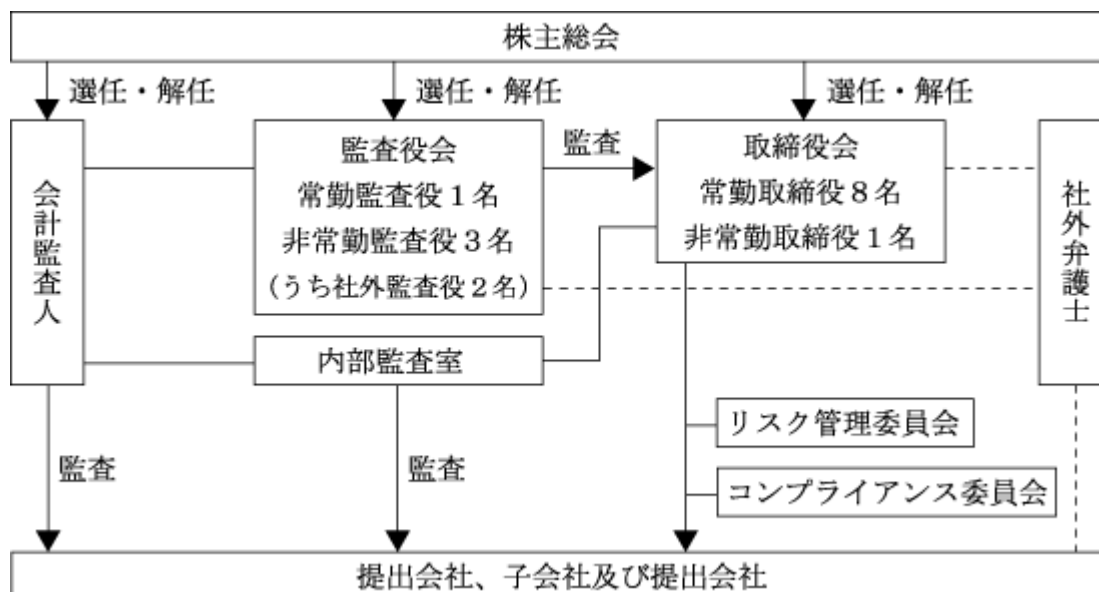 株主総会
選任・解任
選任・解任
選任・解任
会計監査人
監査役会
常勤監査役1名
非常勤監査役3名
(うち社外監査役2名)
監査
取締役会
常勤取締役8名
非常勤取締役1名
社外弁護士
内部監査室
リスク管理委員会
コンプライアンス委員会
監査
監査
提出会社、子会社及び提出会社